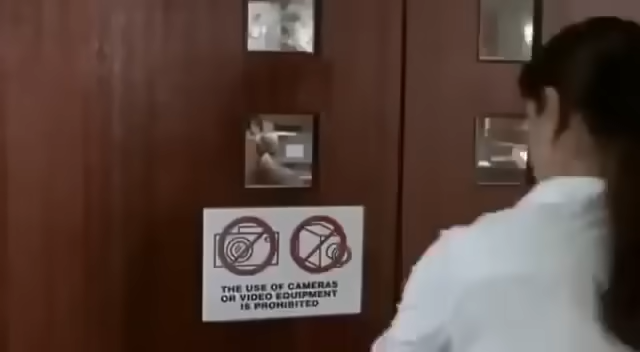 THE USE OF CAMERAS
OR VIDEO EQUIPMENT
IS PROHIBITED